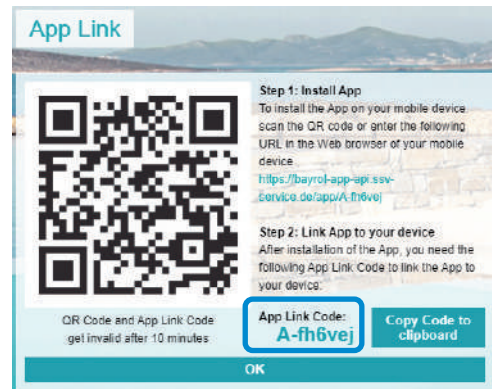 App Link
Step 1: Install App
To install the App on your mobile device
scan the QR code or enter the following
URL in the Web browser of your mobile
device
https://bayrol-app-api.ssv-
service.de/app/A-fh6vej
Step 2: Link App to your device
After installation of the App, you need the
following App Link Code to link the App to
your device:
QR Code and App Link Code
get invalid after 10 minutes
App Link Code:
A-fh6vej
Copy Code to
clipboard
OK